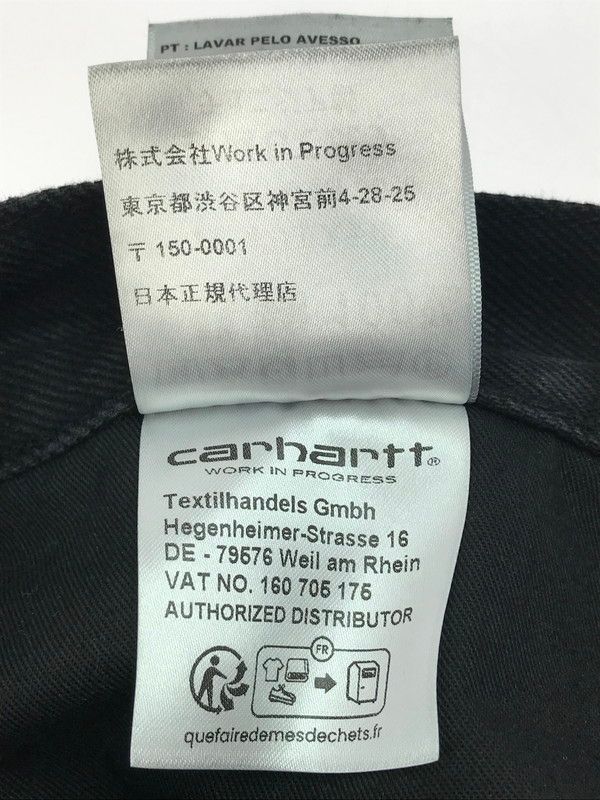 PT : LAVAR PELO AVESSO
株式会社Work in Progress
東京都渋谷区神宮前4-28-25
〒 150-0001
日本正規代理店
carhartt®
WORK IN PROGRESS
Textilhandels Gmbh
Hegenheimer-Strasse 16
DE - 79576 Weil am Rhein
VAT NO. 160 705 175
AUTHORIZED DISTRIBUTOR
FR
quefairedemesdechets.fr